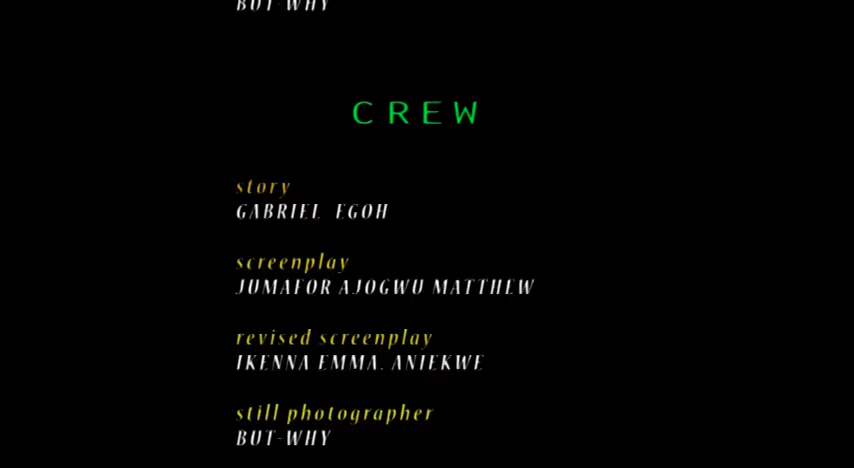 BUT-WHY
CREW
story
GABRIEL EGOH
screenplay
JUMAFOR AJOGWU MATTHEW
revised screenplay
IKENNA EMMA. ANIEKWE
still photographer
BUT-WHY